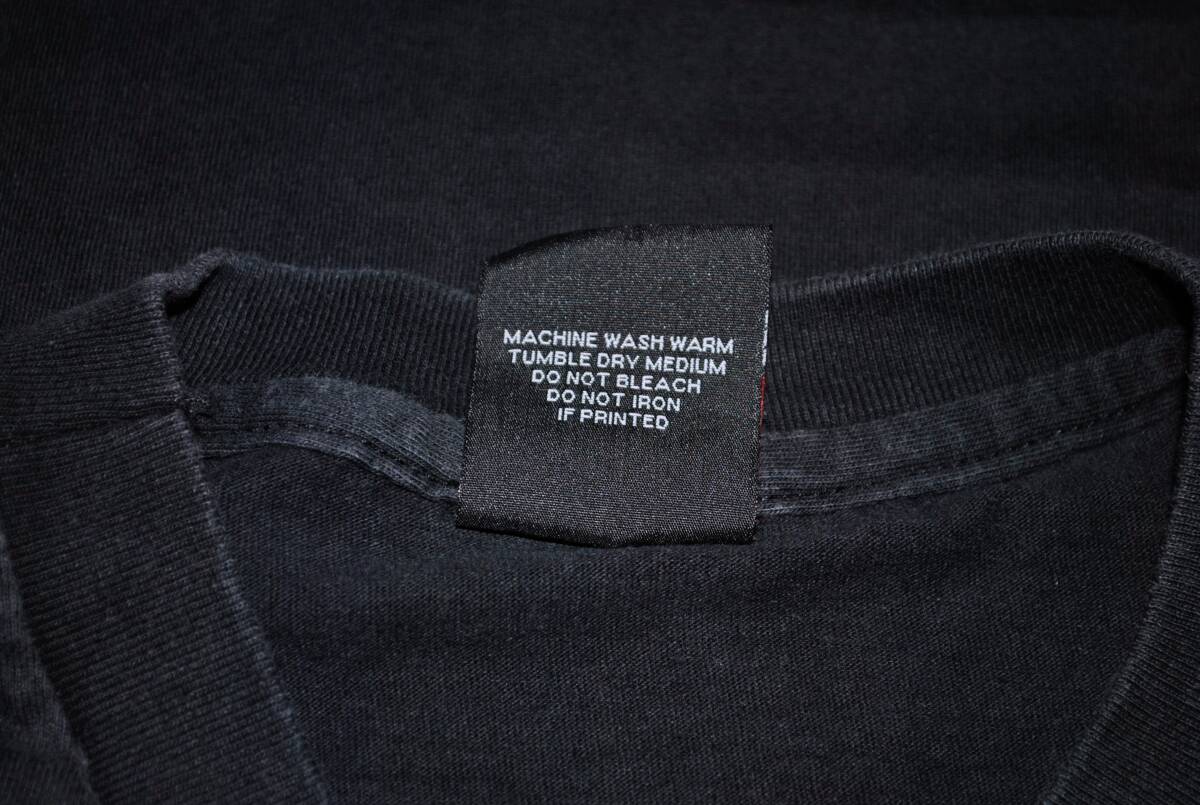 MACHINE WASH WARM
TUMBLE DRY MEDIUM
DO NOT BLEACH
DO NOT IRON
IF PRINTED